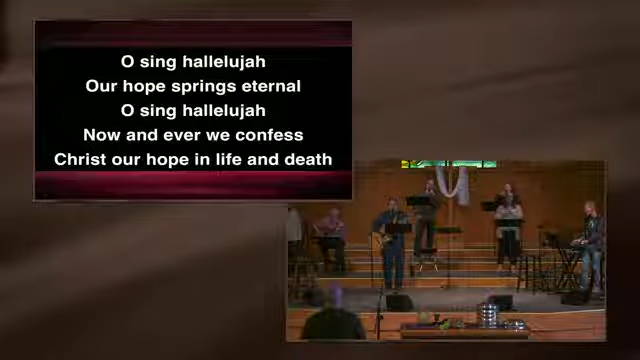 O sing hallelujah
Our hope springs eternal
O sing hallelujah
Now and ever we confess
Christ our hope in life and death